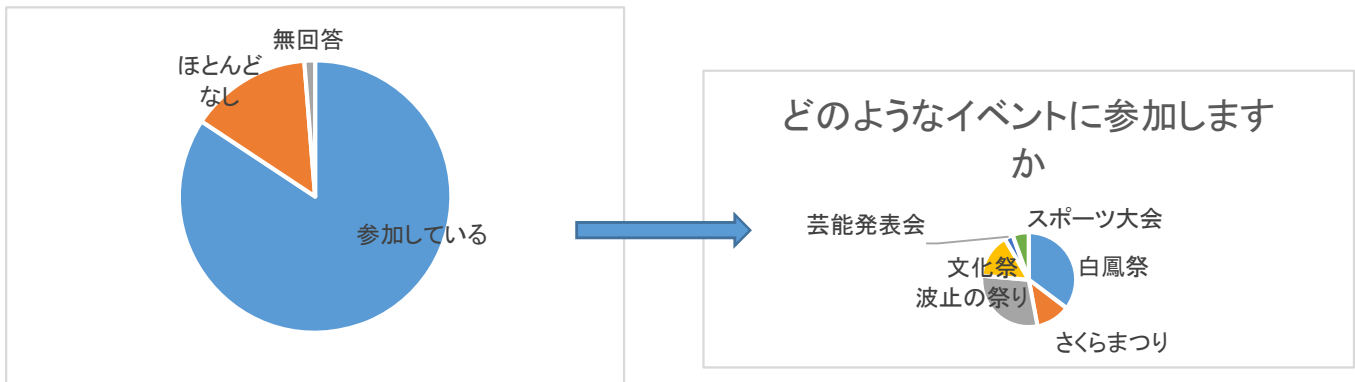 無回答
ほとんど
なし
参加している
どのようなイベントに参加します
か
芸能発表会
スポーツ大会
文化祭
白鳳祭
波止の祭り
さくらまつり